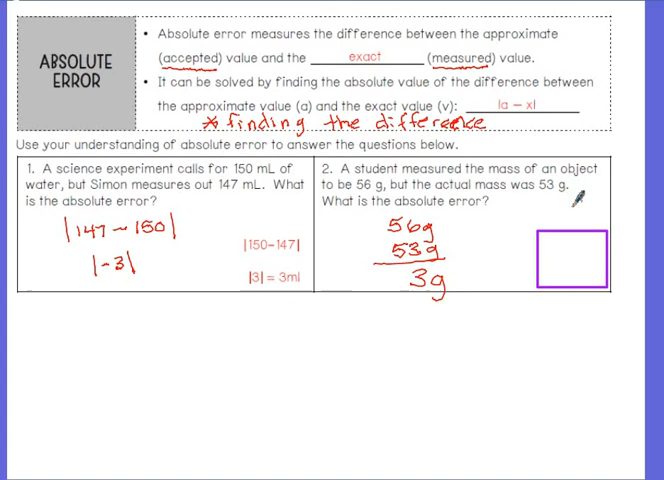 ABSOLUTE
ERROR
• Absolute error measures the difference between the approximate
(accepted) value and the exact (measured) value.
• It can be solved by finding the absolute value of the difference between
the approximate value (a) and the exact value (v): |a - x|
*finding the difference
Use your understanding of absolute error to answer the questions below.
1. A science experiment calls for 150 mL of
water, but Simon measures out 147 mL. What
is the absolute error?
|147 - 150|
|-3|
|150-147|
|3| = 3ml
2. A student measured the mass of an object
to be 56 g, but the actual mass was 53 g.
What is the absolute error?
56g
53g
3g